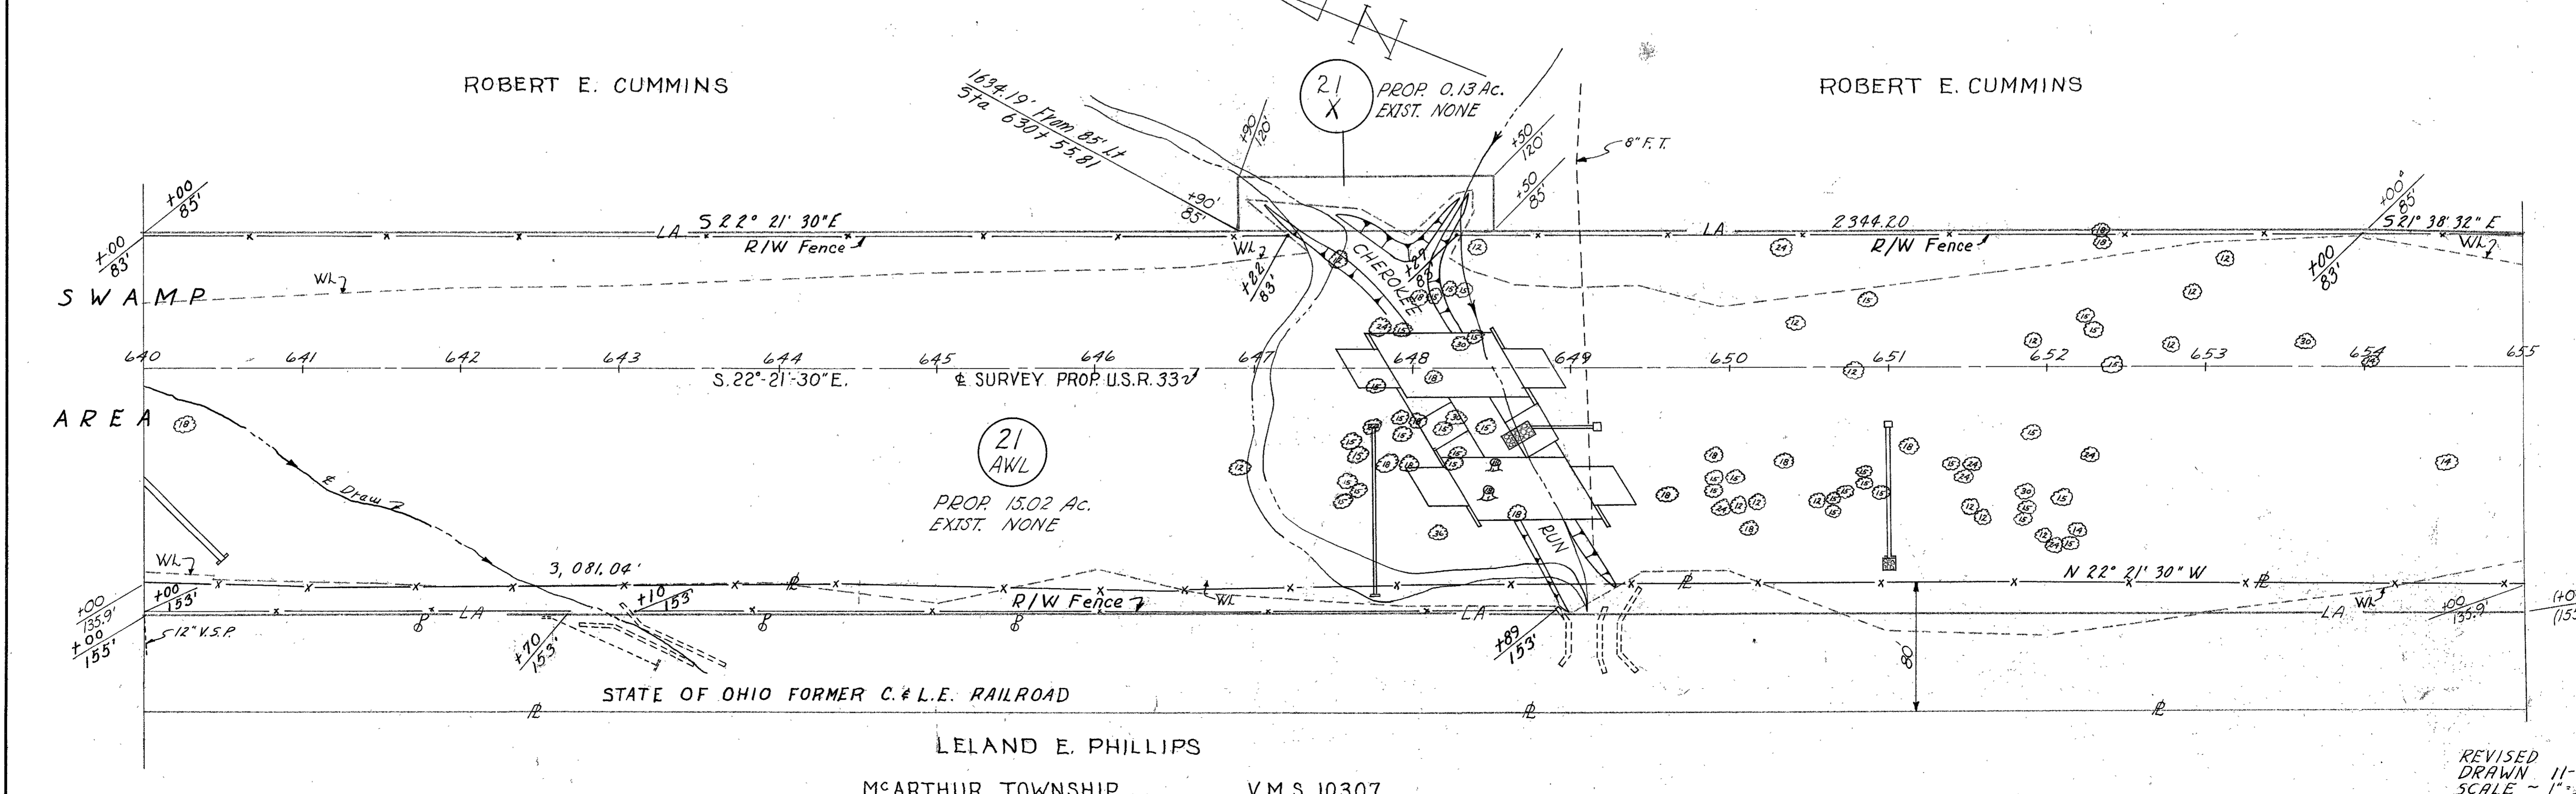 N
ROBERT E. CUMMINS
ROBERT E. CUMMINS
1634.19' From 85' Lt
Sta 630+55.81
21
X
PROP. 0.13 Ac.
EXIST. NONE
+90
120'
+50
120'
+50
85'
8" F.T.
+00
85'
+00
83'
+90'
85'
S 22° 21' 30" E
LA
R/W Fence
LA
2344.20
R/W Fence
+00
85'
S 21° 38' 32" E
WL
WL
WL
+22
83'
CHEROKEE
+29
88'
+00
83'
SWAMP
640 641 642 643 644 645 646 647 648 649 650 651 652 653 654 655
S. 22°-21'-30" E.
℄ SURVEY PROP. U.S.R. 33
AREA
18
21
AWL
PROP. 15.02 Ac.
EXIST. NONE
℄ Draw
RUN
WL
3,081.04'
N 22° 21' 30" W
+00
135.9'
+00
153'
+00
155'
+10
153'
R/W Fence
WL
LA
LA
LA
WL
+00
135.9'
12" V.S.P.
+70
153'
+89
153'
80
STATE OF OHIO FORMER C. & L.E. RAILROAD
LELAND E. PHILLIPS
McARTHUR TOWNSHIP
V.M.S. 10307
REVISED
DRAWN 11-
SCALE ~ 1"=